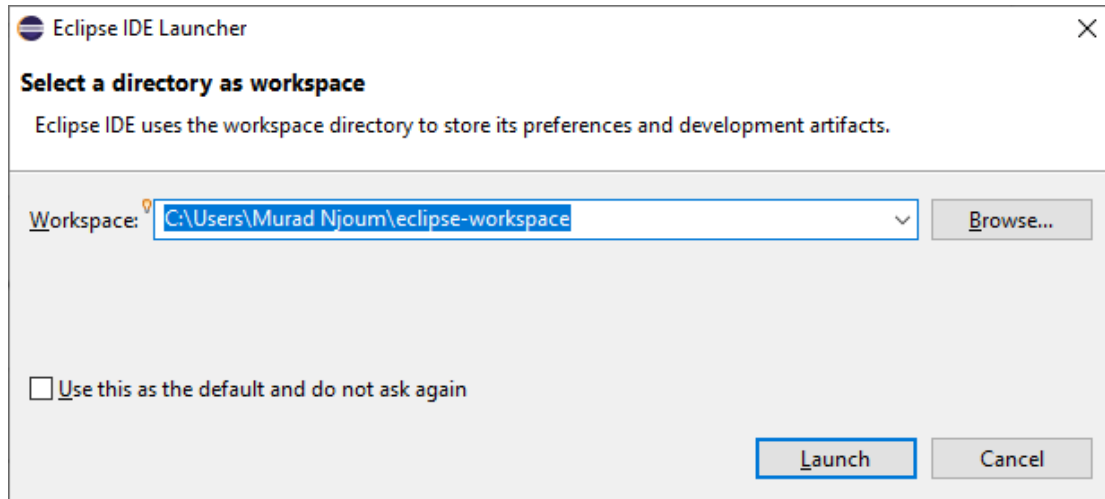 Eclipse IDE Launcher
Select a directory as workspace
Eclipse IDE uses the workspace directory to store its preferences and development artifacts.
Workspace: C:\Users\Murad Njoum\eclipse-workspace Browse...
Use this as the default and do not ask again
Launch Cancel